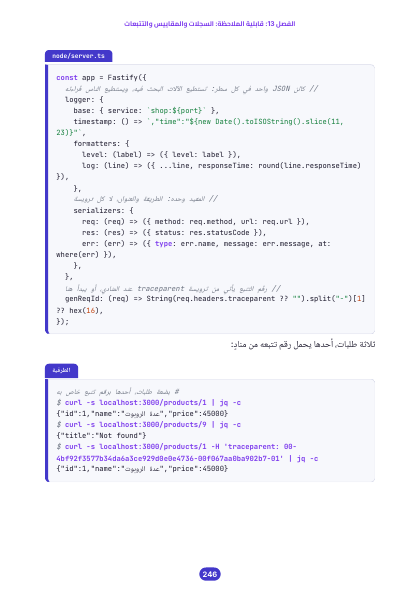 الفصل 13: قابلية الملاحظة: السجلات والمقاييس والتتبعات
node/server.ts
const app = Fastify({
// كائن JSON واحد في كل سطر: تستطيع الآلات البحث فيه، ويستطيع الناس قراءته
logger: {
base: { service: `shop:${port}` },
timestamp: () => `,"time":"${new Date().toISOString().slice(11,
23)}"`,
formatters: {
level: (label) => ({ level: label }),
log: (line) => ({ ...line, responseTime: round(line.responseTime)
}),
},
// المفيد وحده: الطريقة والعنوان، لا كل ترويسة
serializers: {
req: (req) => ({ method: req.method, url: req.url }),
res: (res) => ({ status: res.statusCode }),
err: (err) => ({ type: err.name, message: err.message, at:
where(err) }),
},
},
// رقم التتبع يأتي من ترويسة traceparent عند المنادي، أو يبدأ هنا
genReqId: (req) => String(req.headers.traceparent ?? "").split("-")[1]
?? hex(16),
});
ثلاثة طلبات، أحدها يحمل رقم تتبعه من منادٍ:
الطرفية
# بضعة طلبات، أحدها برقم تتبع خاص به
$ curl -s localhost:3000/products/1 | jq -c
{"id":1,"name":"عدة الروبوت","price":45000}
$ curl -s localhost:3000/products/9 | jq -c
{"title":"Not found"}
$ curl -s localhost:3000/products/1 -H 'traceparent: 00-
4bf92f3577b34da6a3ce929d0e0e4736-00f067aa0ba902b7-01' | jq -c
{"id":1,"name":"عدة الروبوت","price":45000}
246